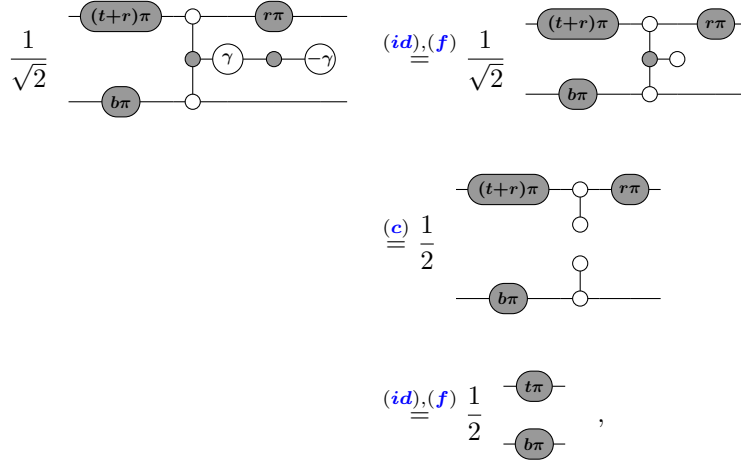 1/√2 (t+r)π rπ γ −γ bπ
(id),(f) = 1/√2 (t+r)π rπ bπ
(c) = 1/2 (t+r)π rπ bπ
(id),(f) = 1/2 tπ bπ ,